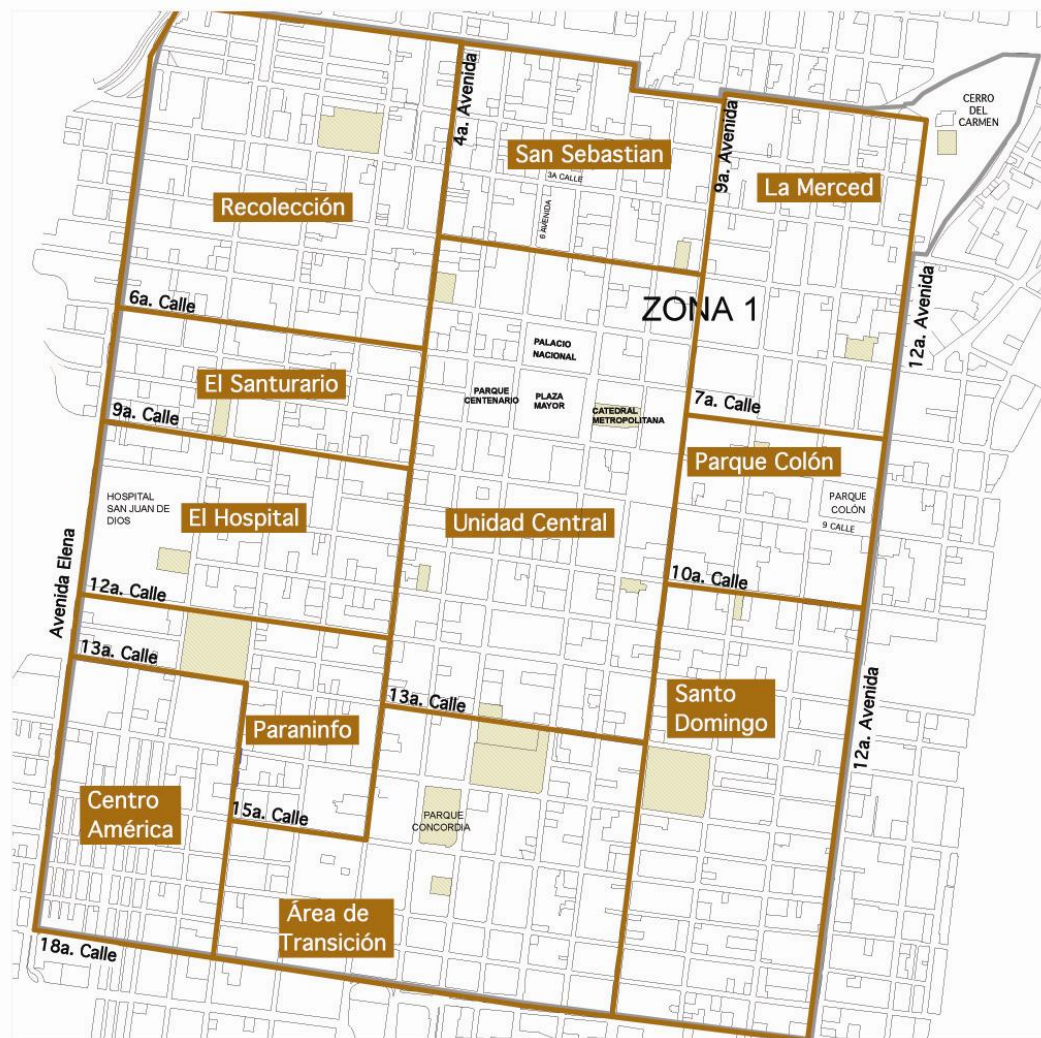 4a. Avenida
San Sebastian
3A CALLE
6 AVENIDA
9a. Avenida
La Merced
CERRO
DEL
CARMEN
Recolección
6a. Calle
ZONA 1
12a. Avenida
PALACIO
NACIONAL
El Santurario
PARQUE
CENTENARIO
PLAZA
MAYOR
CATEDRAL
METROPOLITANA
7a. Calle
9a. Calle
Parque Colón
HOSPITAL
SAN JUAN DE
DIOS
El Hospital
Unidad Central
PARQUE
COLÓN
9 CALLE
10a. Calle
Avenida Elena
12a. Calle
13a. Calle
13a. Calle
Santo
Domingo
12a. Avenida
Paraninfo
Centro
América
15a. Calle
PARQUE
CONCORDIA
Área de
Transición
18a. Calle